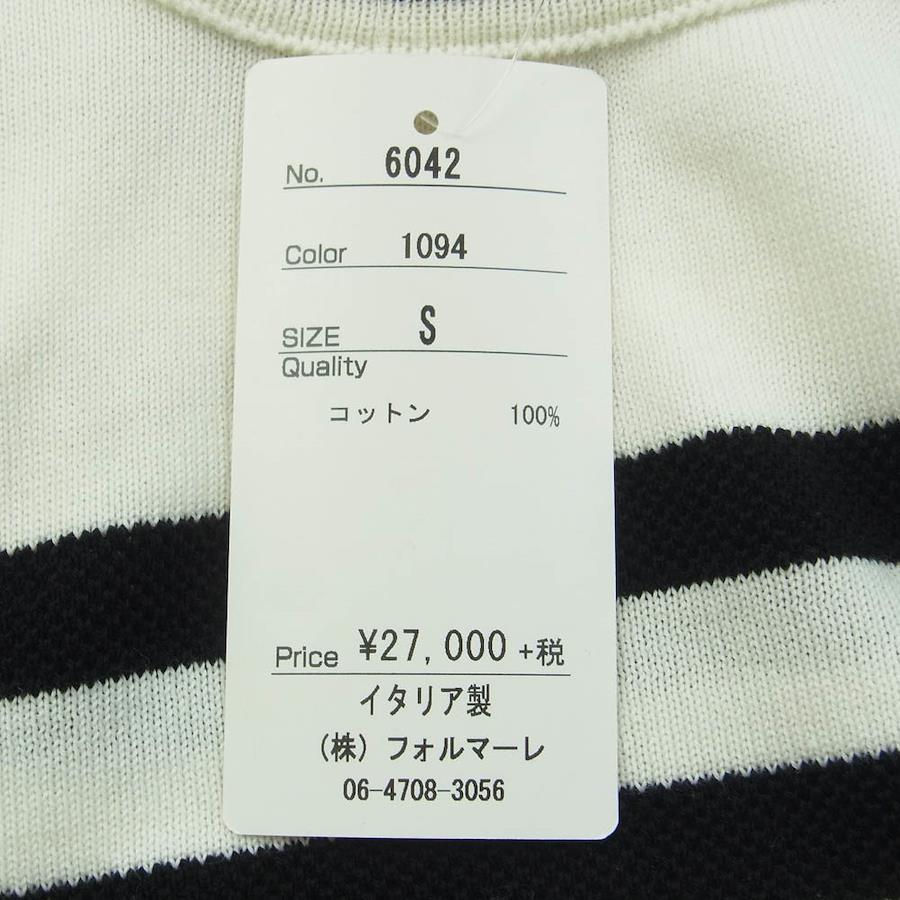 No. 6042
Color 1094
SIZE S
Quality
コットン 100%
Price ¥27,000 +税
イタリア製
(株) フォルマーレ
06-4708-3056